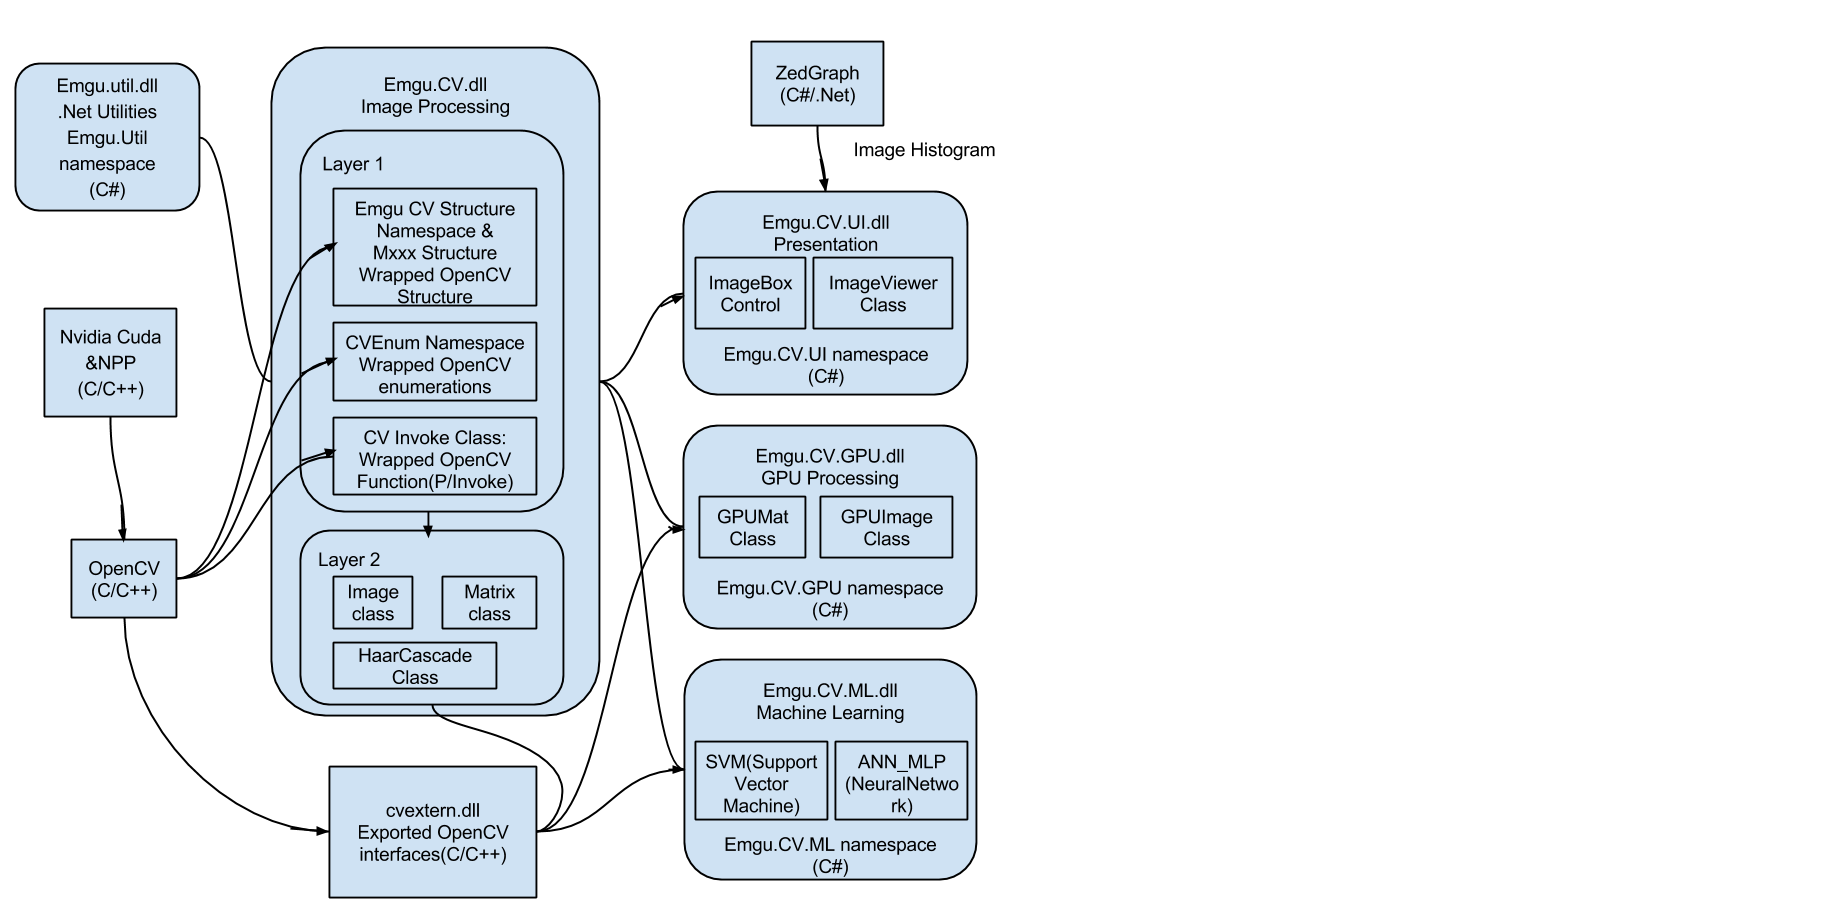 Emgu.util.dll
.Net Utilities
Emgu.Util
namespace
(C#)
Nvidia Cuda
&NPP
(C/C++)
OpenCV
(C/C++)
Emgu.CV.dll
Image Processing
Layer 1
Emgu CV Structure
Namespace &
Mxxx Structure
Wrapped OpenCV
Structure
CVEnum Namespace
Wrapped OpenCV
enumerations
CV Invoke Class:
Wrapped OpenCV
Function(P/Invoke)
Layer 2
Image
class
Matrix
class
HaarCascade
Class
cvextern.dll
Exported OpenCV
interfaces(C/C++)
ZedGraph
(C#/.Net)
Image Histogram
Emgu.CV.UI.dll
Presentation
ImageBox
Control
ImageViewer
Class
Emgu.CV.UI namespace
(C#)
Emgu.CV.GPU.dll
GPU Processing
GPUMat
Class
GPUImage
Class
Emgu.CV.GPU namespace
(C#)
Emgu.CV.ML.dll
Machine Learning
SVM(Support
Vector
Machine)
ANN_MLP
(NeuralNetwo
rk)
Emgu.CV.ML namespace
(C#)